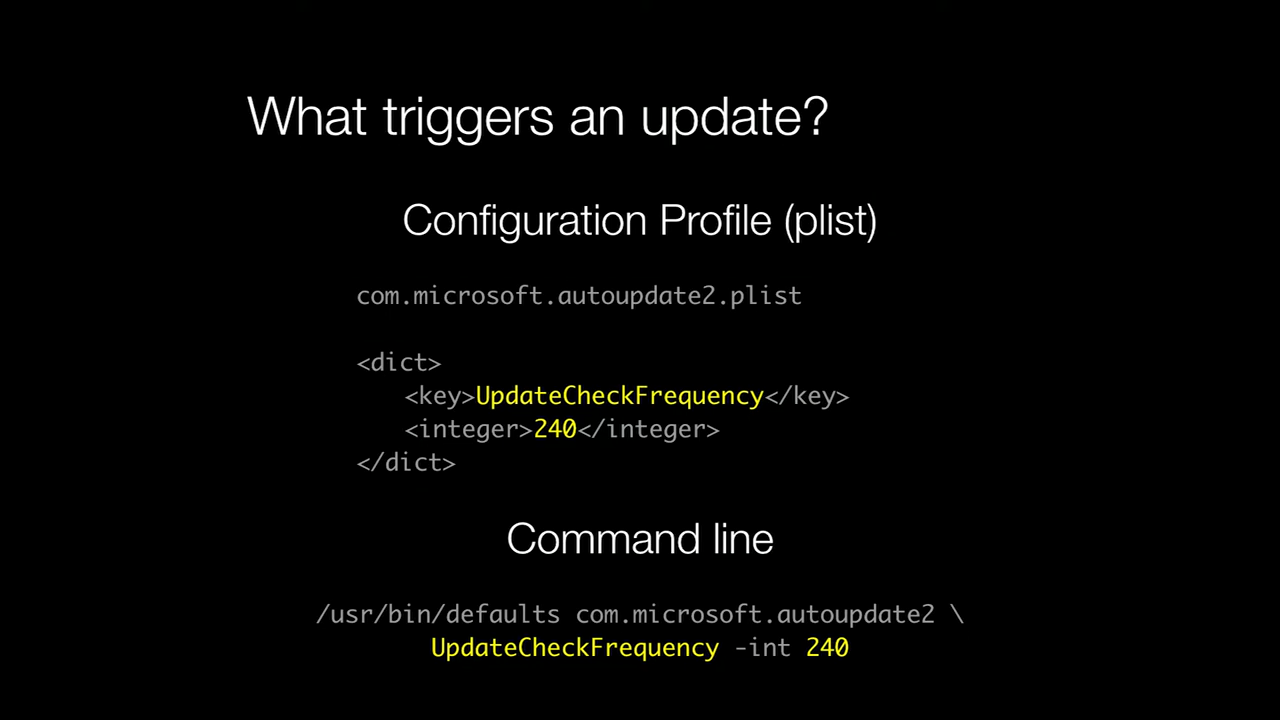 What triggers an update?
Configuration Profile (plist)
com.microsoft.autoupdate2.plist
<dict>
<key>UpdateCheckFrequency</key>
<integer>240</integer>
</dict>
Command line
/usr/bin/defaults com.microsoft.autoupdate2 \
UpdateCheckFrequency -int 240